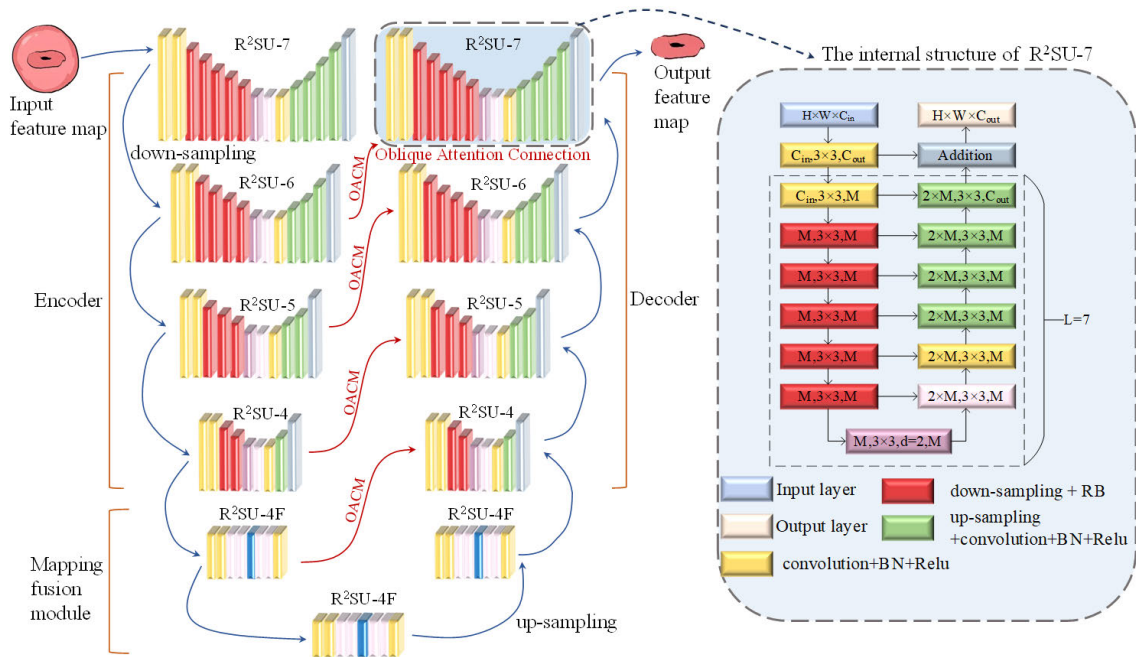 Input
feature map
R²SU-7
R²SU-7
Output
feature
map
down-sampling
Oblique Attention Connection
R²SU-6
OACM
R²SU-6
Encoder
OACM
Decoder
R²SU-5
R²SU-5
OACM
R²SU-4
R²SU-4
OACM
Mapping
fusion
module
R²SU-4F
R²SU-4F
R²SU-4F
up-sampling
The internal structure of R²SU-7
H×W×Cin
H×W×Cout
Cin,3×3,Cout
Addition
Cin,3×3,M
2×M,3×3,Cout
M,3×3,M
2×M,3×3,M
M,3×3,M
2×M,3×3,M
M,3×3,M
2×M,3×3,M
L=7
M,3×3,M
2×M,3×3,M
M,3×3,M
2×M,3×3,M
M,3×3,d=2,M
Input layer
down-sampling + RB
Output layer
up-sampling
+convolution+BN+Relu
convolution+BN+Relu